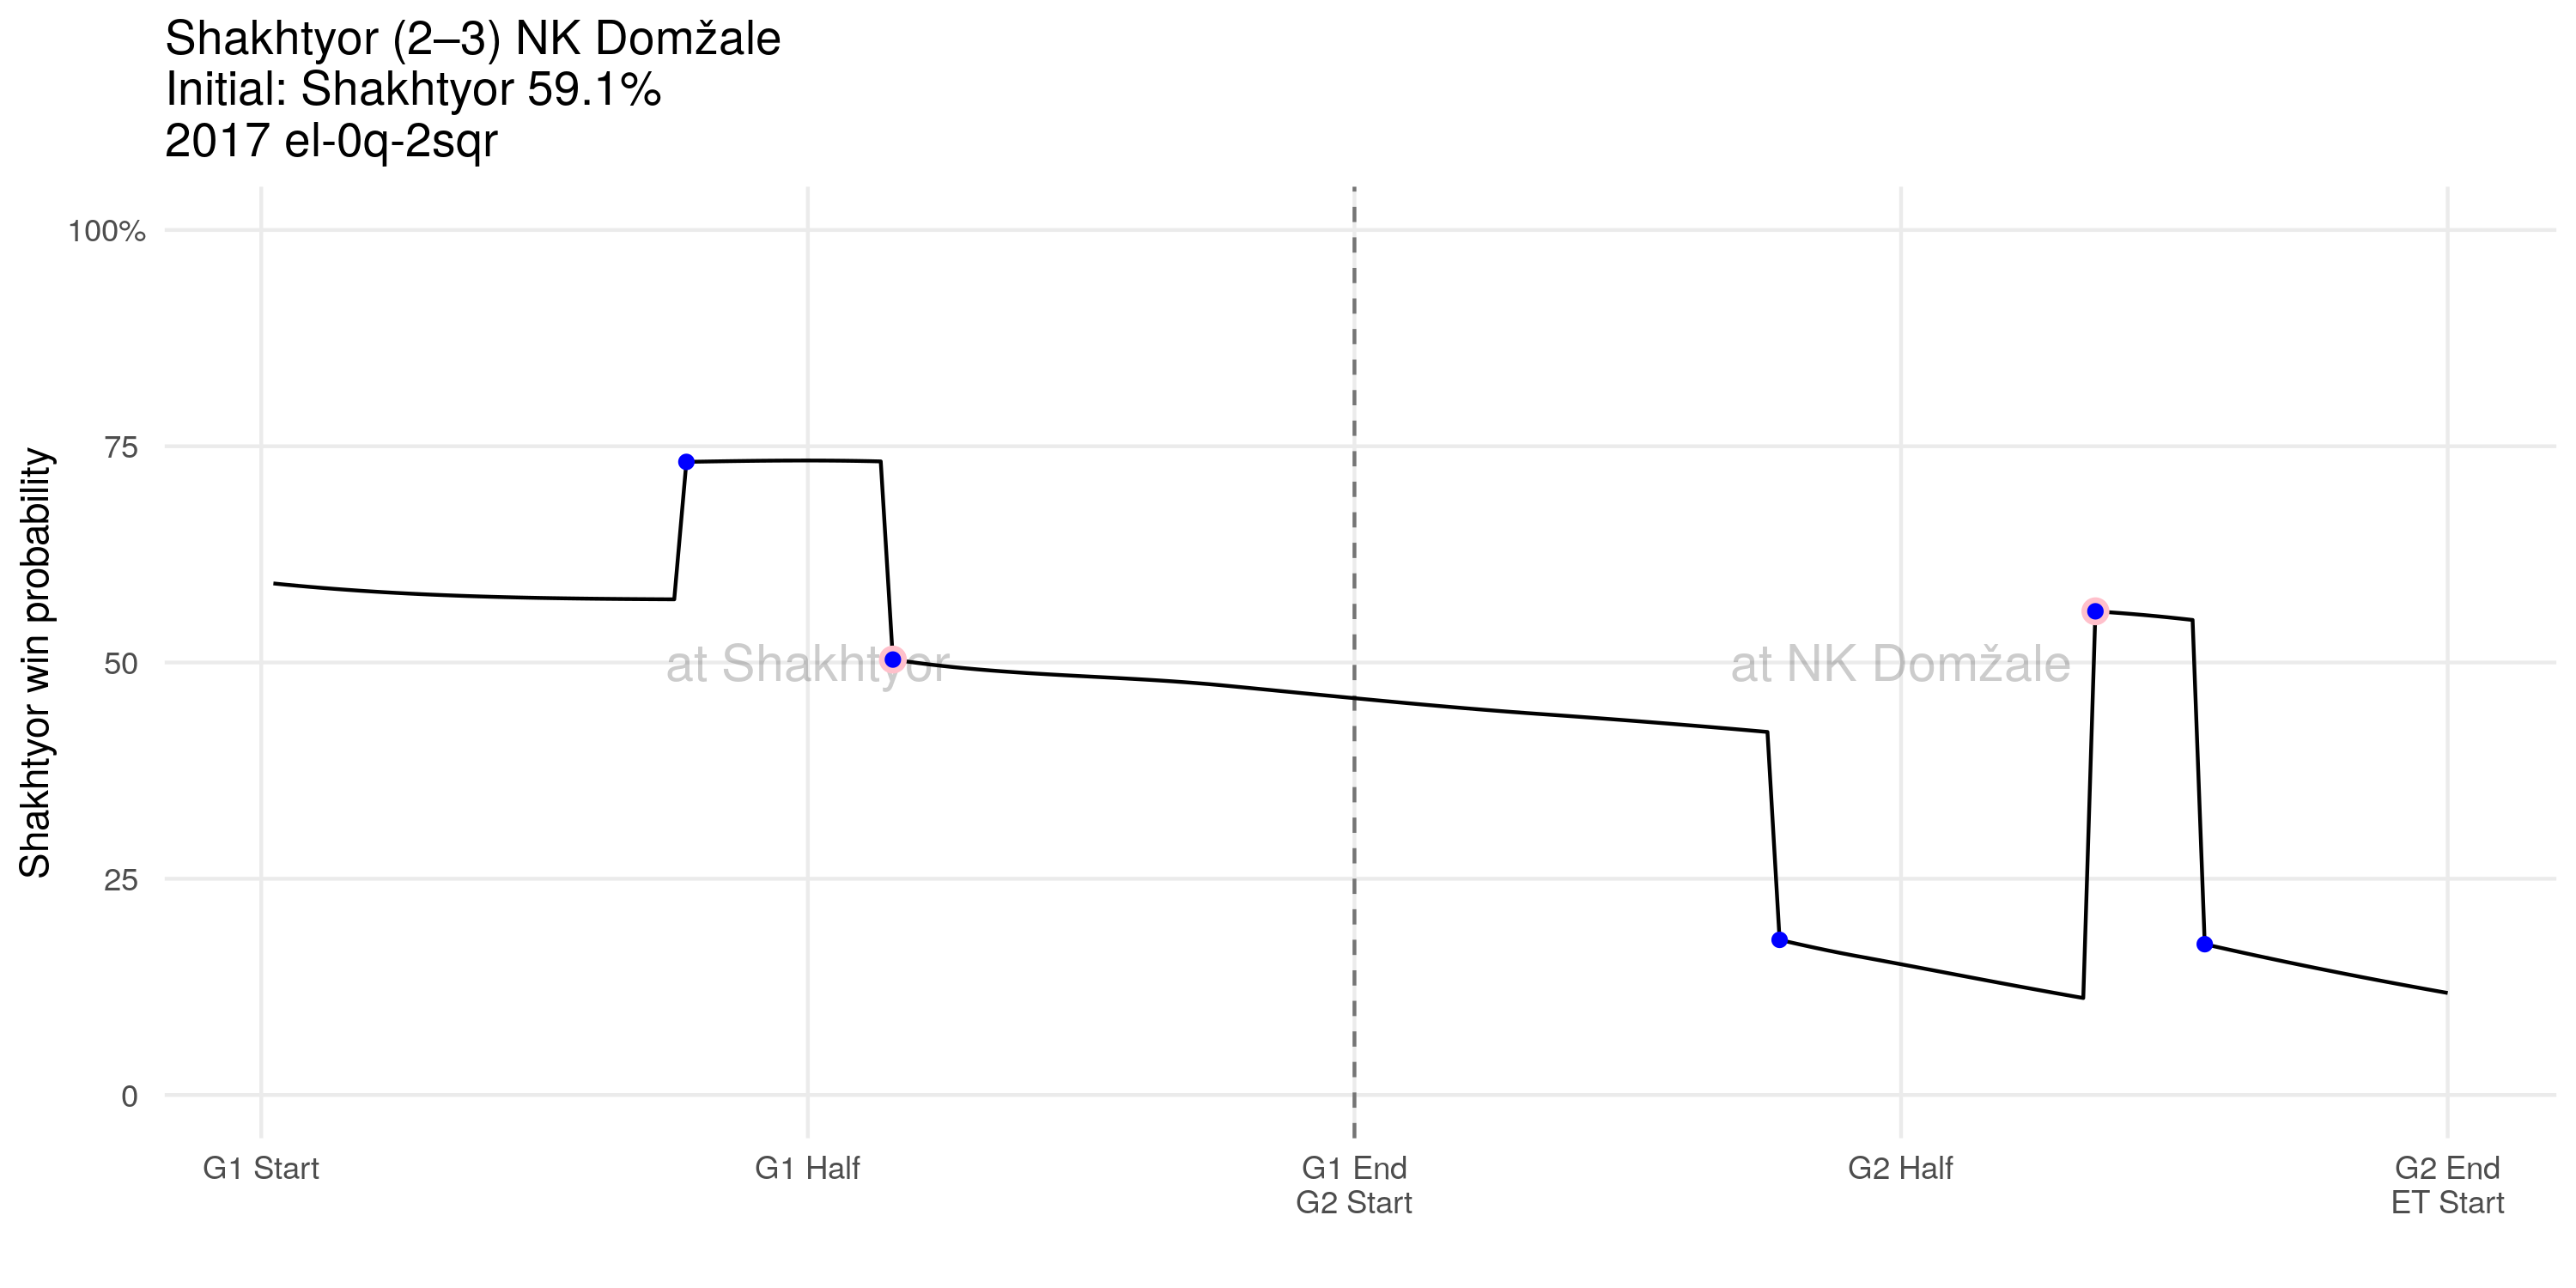 Shakhtyor (2–3) NK Domžale
Initial: Shakhtyor 59.1%
2017 el-0q-2sqr
Shakhtyor win probability
100%
75
50
25
0
at Shakhtyor
at NK Domžale
G1 Start
G1 Half
G1 End
G2 Start
G2 Half
G2 End
ET Start